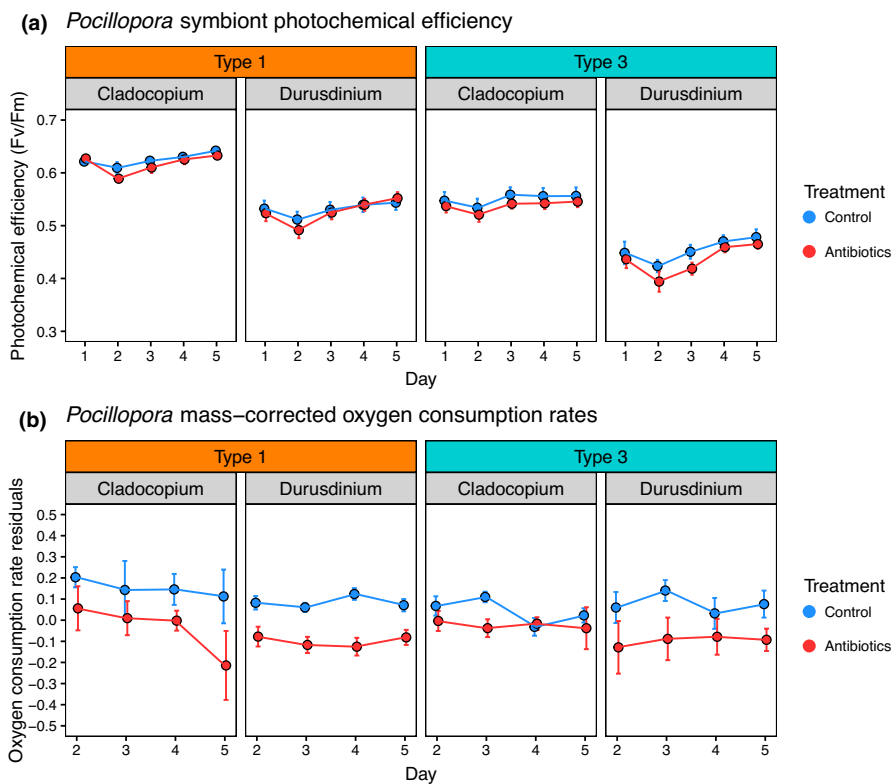 (a) Pocillopora symbiont photochemical efficiency
Type 1 Type 3
Cladocopium Durusdinium Cladocopium Durusdinium
Photochemical efficiency (Fv/Fm)
0.7
0.6
0.5
0.4
0.3
1 2 3 4 5 1 2 3 4 5 1 2 3 4 5 1 2 3 4 5
Day
Treatment
Control
Antibiotics
(b) Pocillopora mass−corrected oxygen consumption rates
Type 1 Type 3
Cladocopium Durusdinium Cladocopium Durusdinium
Oxygen consumption rate residuals
0.5
0.4
0.3
0.2
0.1
0.0
−0.1
−0.2
−0.3
−0.4
−0.5
2 3 4 5 2 3 4 5 2 3 4 5 2 3 4 5
Day
Treatment
Control
Antibiotics